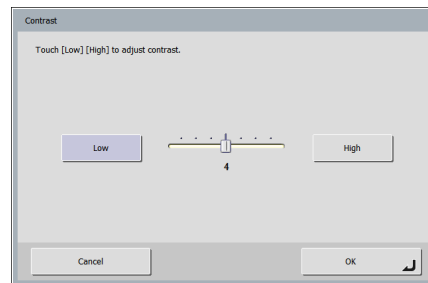 Contrast
Touch [Low] [High] to adjust contrast.
Low
High
4
Cancel
OK